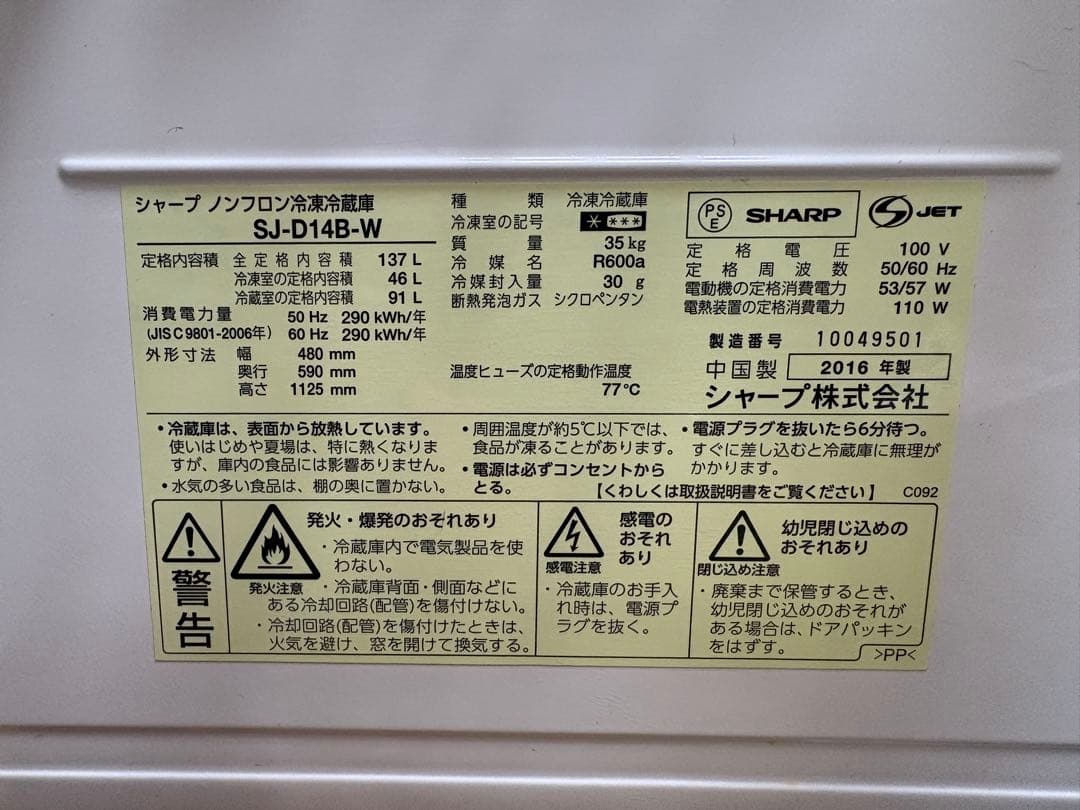 シャープ ノンフロン冷凍冷蔵庫
SJ-D14B-W
定格内容積 全定格内容積 137 L
冷凍室の定格内容積 46 L
冷蔵室の定格内容積 91 L
消費電力量 50 Hz 290 kWh/年
(JIS C 9801-2006年) 60 Hz 290 kWh/年
外形寸法 幅 480 mm
奥行 590 mm
高さ 1125 mm
種類 冷凍冷蔵庫
冷凍室の記号
質量 35 kg
冷媒名 R600a
冷媒封入量 30 g
断熱発泡ガス シクロペンタン
温度ヒューズの定格動作温度
77℃
PSE SHARP JET
定格電圧 100 V
定格周波数 50/60 Hz
電動機の定格消費電力 53/57 W
電熱装置の定格消費電力 110 W
製造番号 10049501
中国製 2016 年製
シャープ株式会社
・冷蔵庫は、表面から放熱しています。
使いはじめや夏場は、特に熱くなりま
すが、庫内の食品には影響ありません。
・水気の多い食品は、棚の奥に置かない。
・周囲温度が約5℃以下では、
食品が凍ることがあります。
・電源は必ずコンセントから
とる。
・電源プラグを抜いたら6分待つ。
すぐに差し込むと冷蔵庫に無理が
かかります。
【くわしくは取扱説明書をご覧ください】 C092
警告
発火・爆発のおそれあり
発火注意
・冷蔵庫内で電気製品を使
わない。
・冷蔵庫背面・側面などに
ある冷却回路(配管)を傷付けない。
・冷却回路(配管)を傷付けたときは、
火気を避け、窓を開けて換気する。
感電の
おそれ
あり
感電注意
・冷蔵庫のお手入
れ時は、電源プ
ラグを抜く。
幼児閉じ込めの
おそれあり
閉じ込め注意
・廃棄まで保管するとき、
幼児閉じ込めのおそれが
ある場合は、ドアパッキン
をはずす。
>PP<